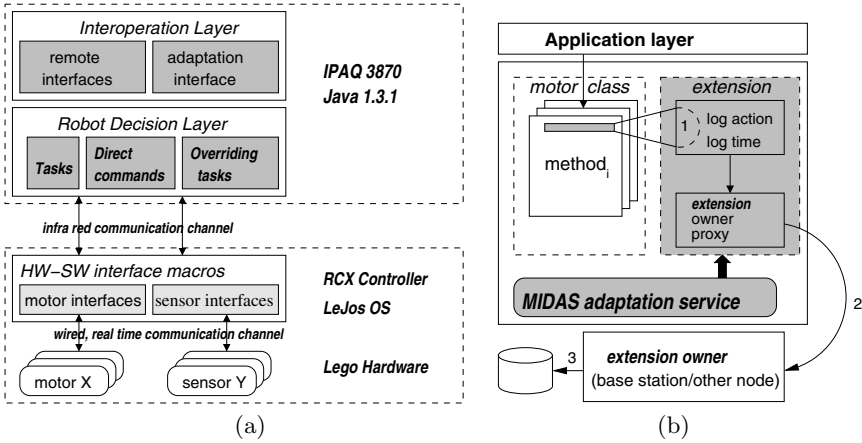 Interoperation Layer
remote
interfaces
adaptation
interface
IPAQ 3870
Java 1.3.1
Robot Decision Layer
Tasks
Direct
commands
Overriding
tasks
infra red communication channel
HW−SW interface macros
motor interfaces
sensor interfaces
RCX Controller
LeJos OS
wired, real time communication channel
motor X
sensor Y
Lego Hardware
(a)
Application layer
motor class
extension
1
log action
log time
method i
extension
owner
proxy
MIDAS adaptation service
2
3
extension owner
(base station/other node)
(b)